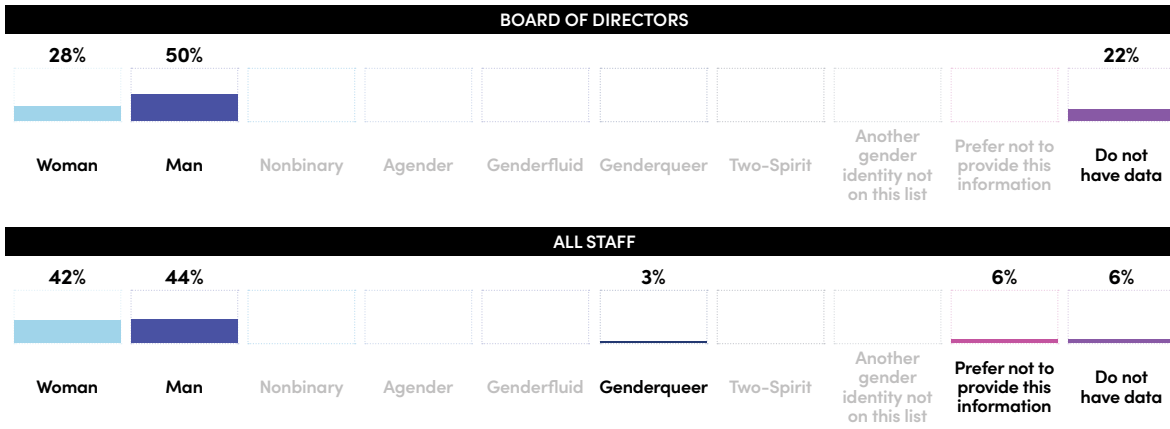 BOARD OF DIRECTORS
28% 50% 22%
Woman Man Nonbinary Agender Genderfluid Genderqueer Two-Spirit Another gender identity not on this list Prefer not to provide this information Do not have data
ALL STAFF
42% 44% 3% 6% 6%
Woman Man Nonbinary Agender Genderfluid Genderqueer Two-Spirit Another gender identity not on this list Prefer not to provide this information Do not have data